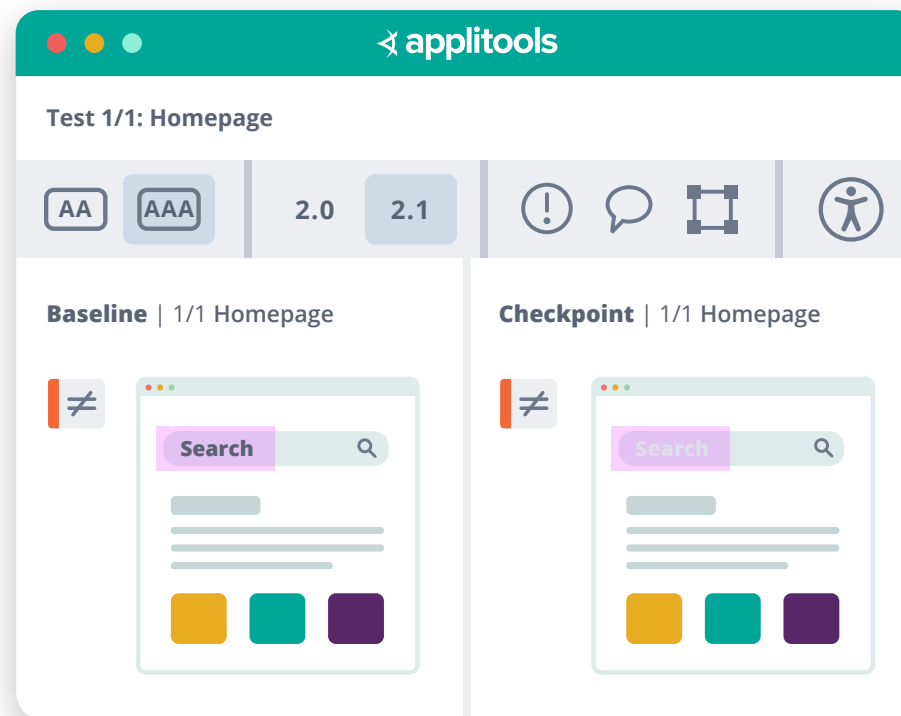 applitools
Test 1/1: Homepage
AA AAA 2.0 2.1
Baseline | 1/1 Homepage
Checkpoint | 1/1 Homepage
Search
Search